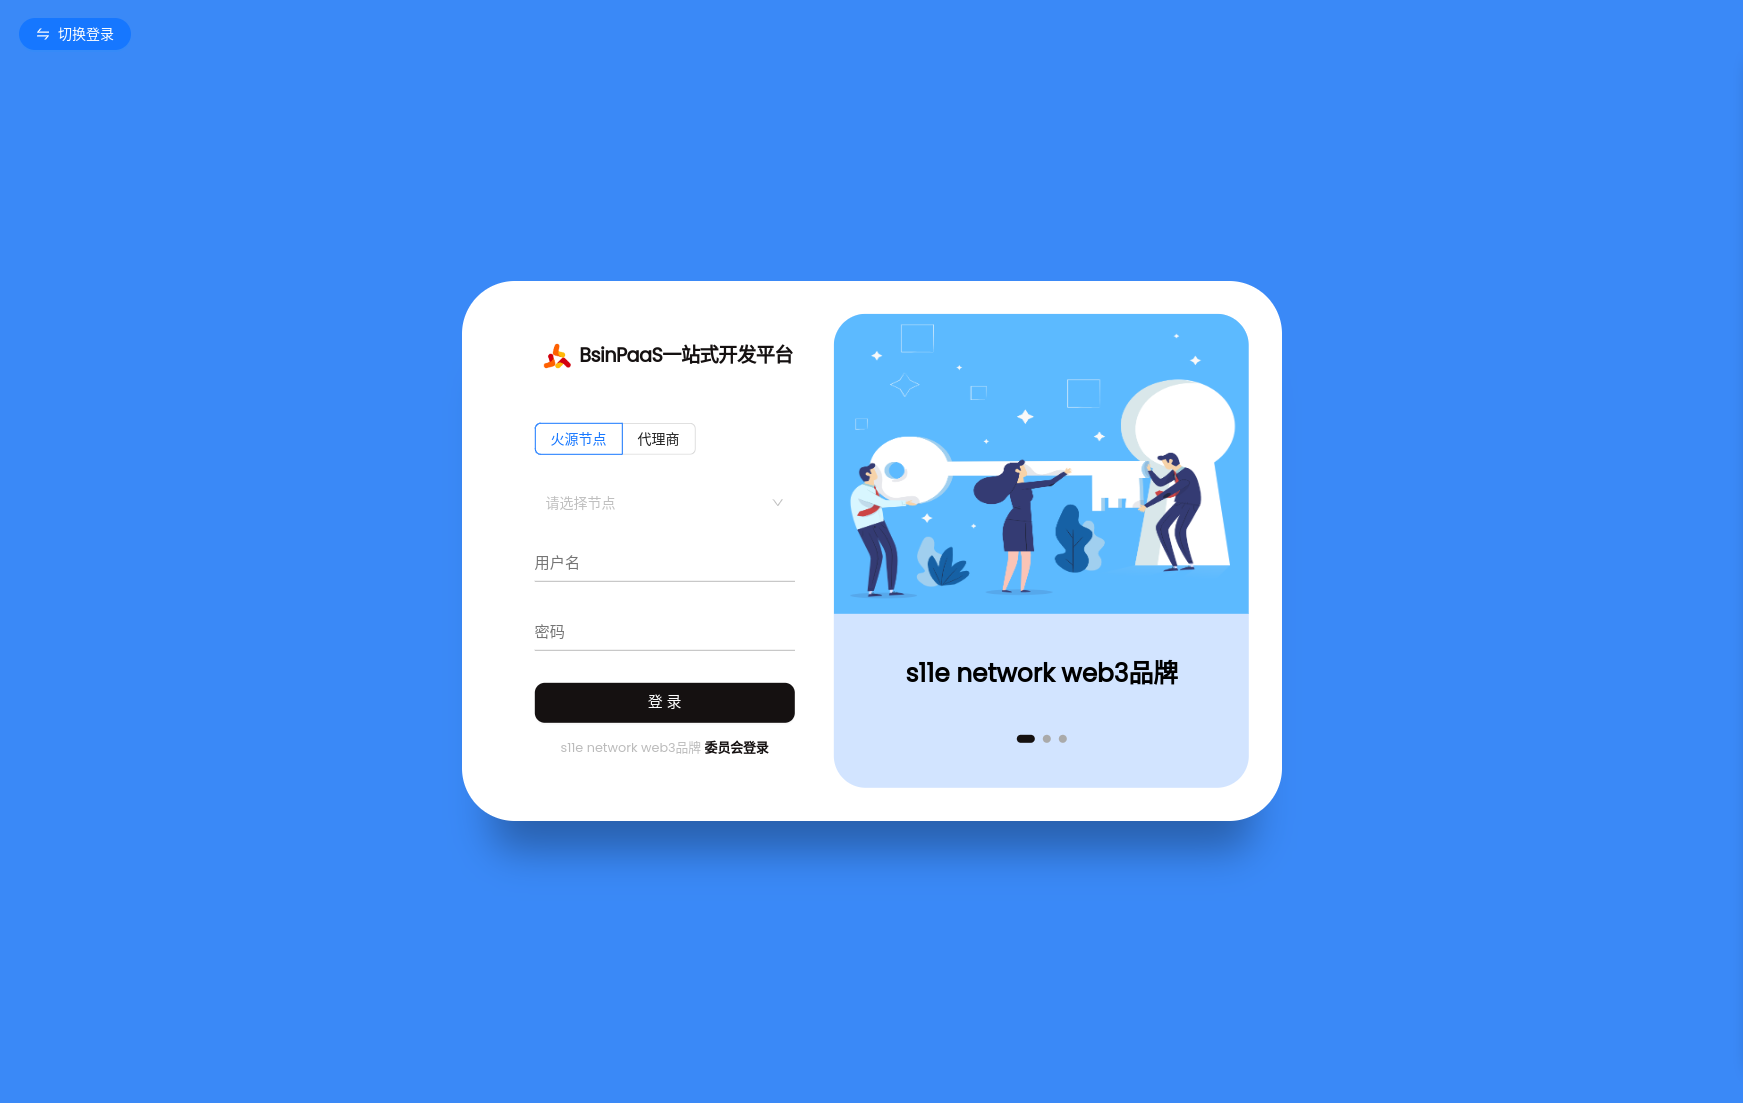 切换登录
BsinPaaS一站式开发平台
火源节点 代理商
请选择节点
用户名
密码
登 录
s11e network web3品牌 委员会登录
s11e network web3品牌